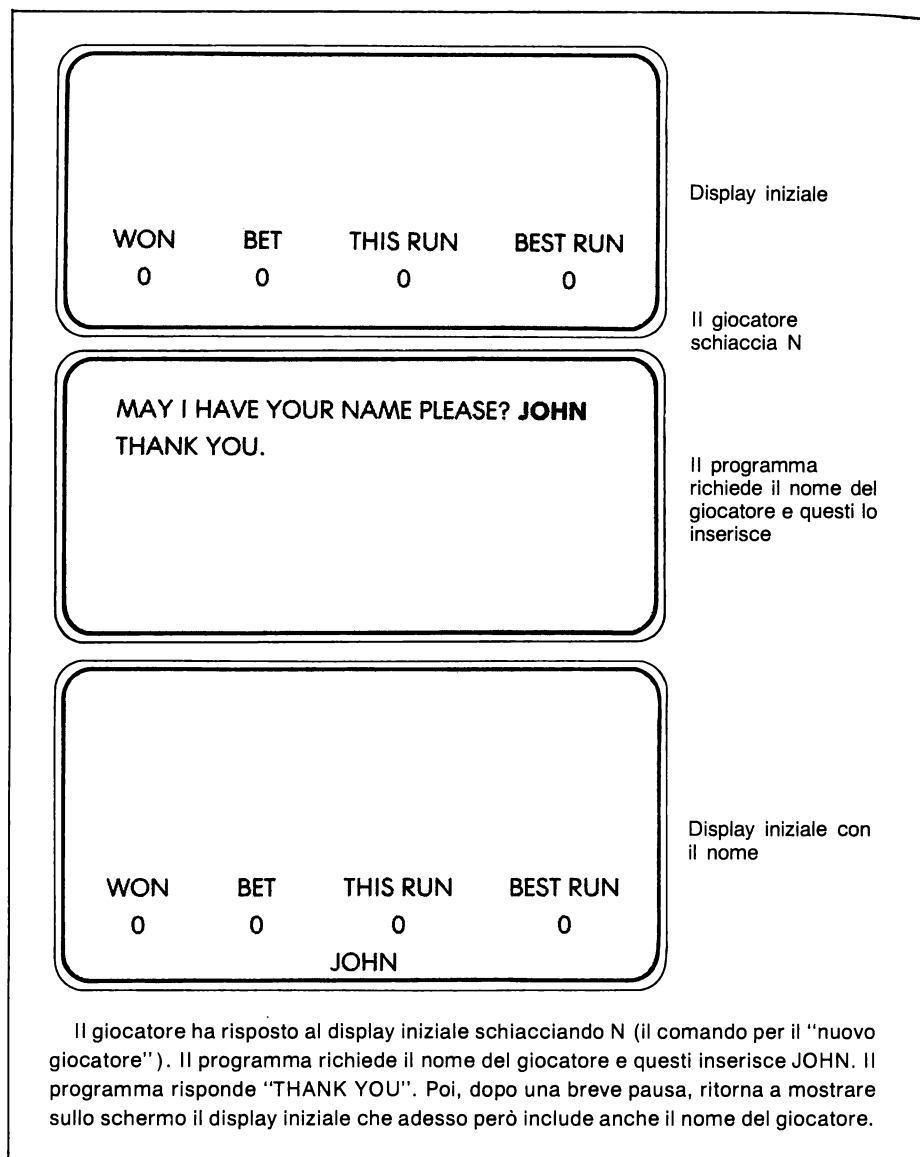 WON BET THIS RUN BEST RUN
0 0 0 0
Display iniziale
Il giocatore
schiaccia N
MAY I HAVE YOUR NAME PLEASE? JOHN
THANK YOU.
Il programma
richiede il nome del
giocatore e questi lo
inserisce
WON BET THIS RUN BEST RUN
0 0 0 0
JOHN
Display iniziale con
il nome
Il giocatore ha risposto al display iniziale schiacciando N (il comando per il "nuovo
giocatore"). Il programma richiede il nome del giocatore e questi inserisce JOHN. Il
programma risponde "THANK YOU". Poi, dopo una breve pausa, ritorna a mostrare
sullo schermo il display iniziale che adesso però include anche il nome del giocatore.